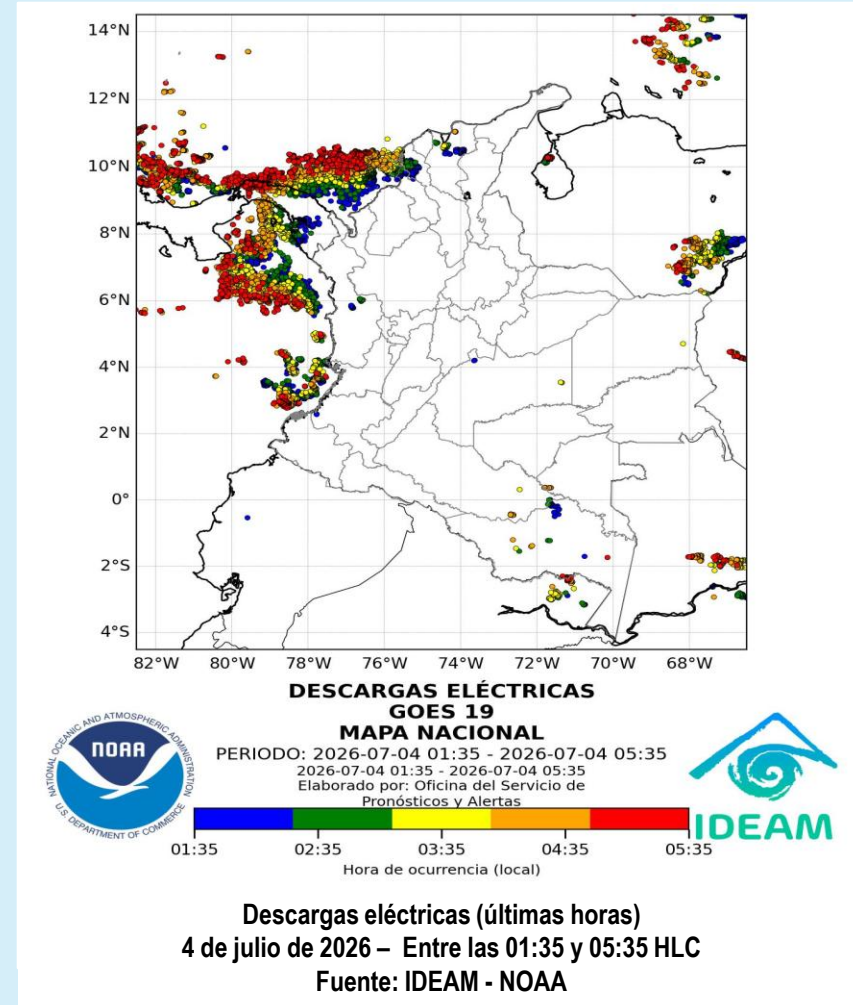 14°N
12°N
10°N
8°N
6°N
4°N
2°N
0°
2°S
4°S
82°W 80°W 78°W 76°W 74°W 72°W 70°W 68°W
DESCARGAS ELÉCTRICAS
GOES 19
MAPA NACIONAL
PERIODO: 2026-07-04 01:35 - 2026-07-04 05:35
2026-07-04 01:35 - 2026-07-04 05:35
Elaborado por: Oficina del Servicio de
Pronósticos y Alertas
NATIONAL OCEANIC AND ATMOSPHERIC ADMINISTRATION
NOAA
U.S. DEPARTMENT OF COMMERCE
IDEAM
01:35 02:35 03:35 04:35 05:35
Hora de ocurrencia (local)
Descargas eléctricas (últimas horas)
4 de julio de 2026 – Entre las 01:35 y 05:35 HLC
Fuente: IDEAM - NOAA